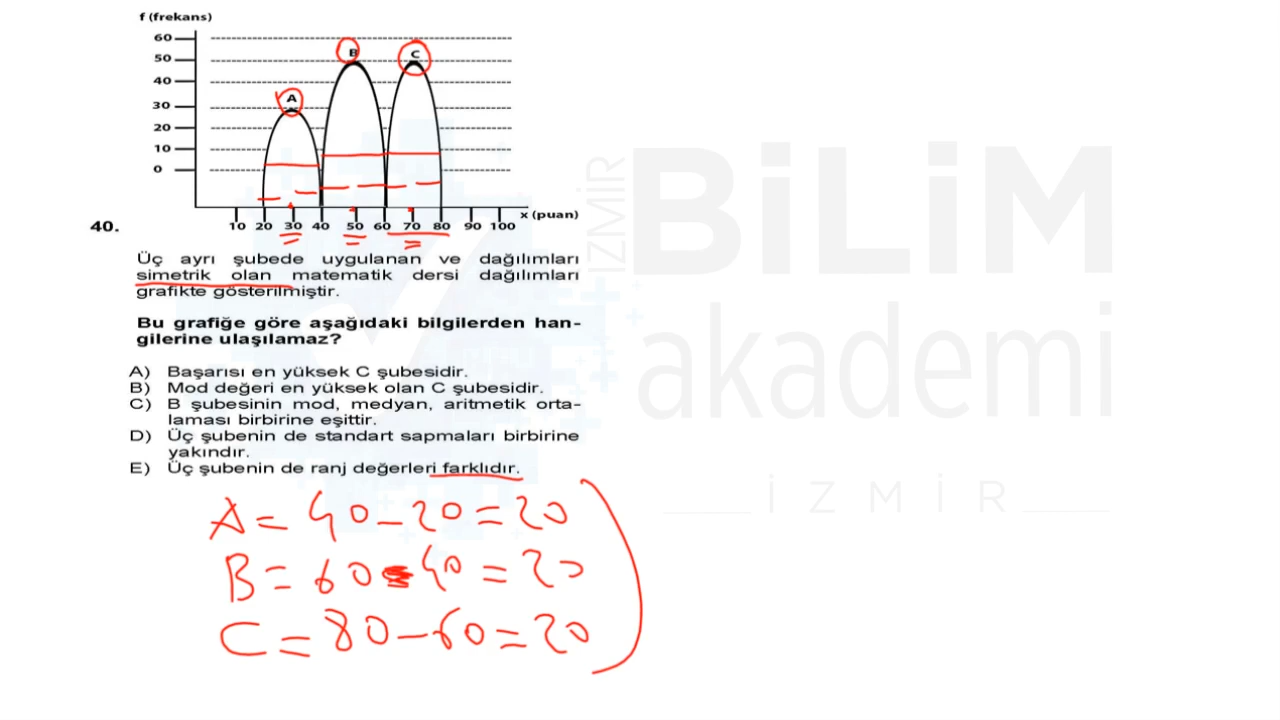 f (frekans)
60
50
40
30
20
10
0
A
B
C
x (puan)
10 20 30 40 50 60 70 80 90 100
40.
Üç ayrı şubede uygulanan ve dağılımları
simetrik olan matematik dersi dağılımları
grafikte gösterilmiştir.
Bu grafiğe göre aşağıdaki bilgilerden han-
gilerine ulaşılamaz?
A) Başarısı en yüksek C şubesidir.
B) Mod değeri en yüksek olan C şubesidir.
C) B şubesinin mod, medyan, aritmetik orta-
laması birbirine eşittir.
D) Üç şubenin de standart sapmaları birbirine
yakındır.
E) Üç şubenin de ranj değerleri farklıdır.
A = 40 - 20 = 20
B = 60 - 40 = 20
C = 80 - 60 = 20
İZMİR
BiLiM
akademi
İZMİR